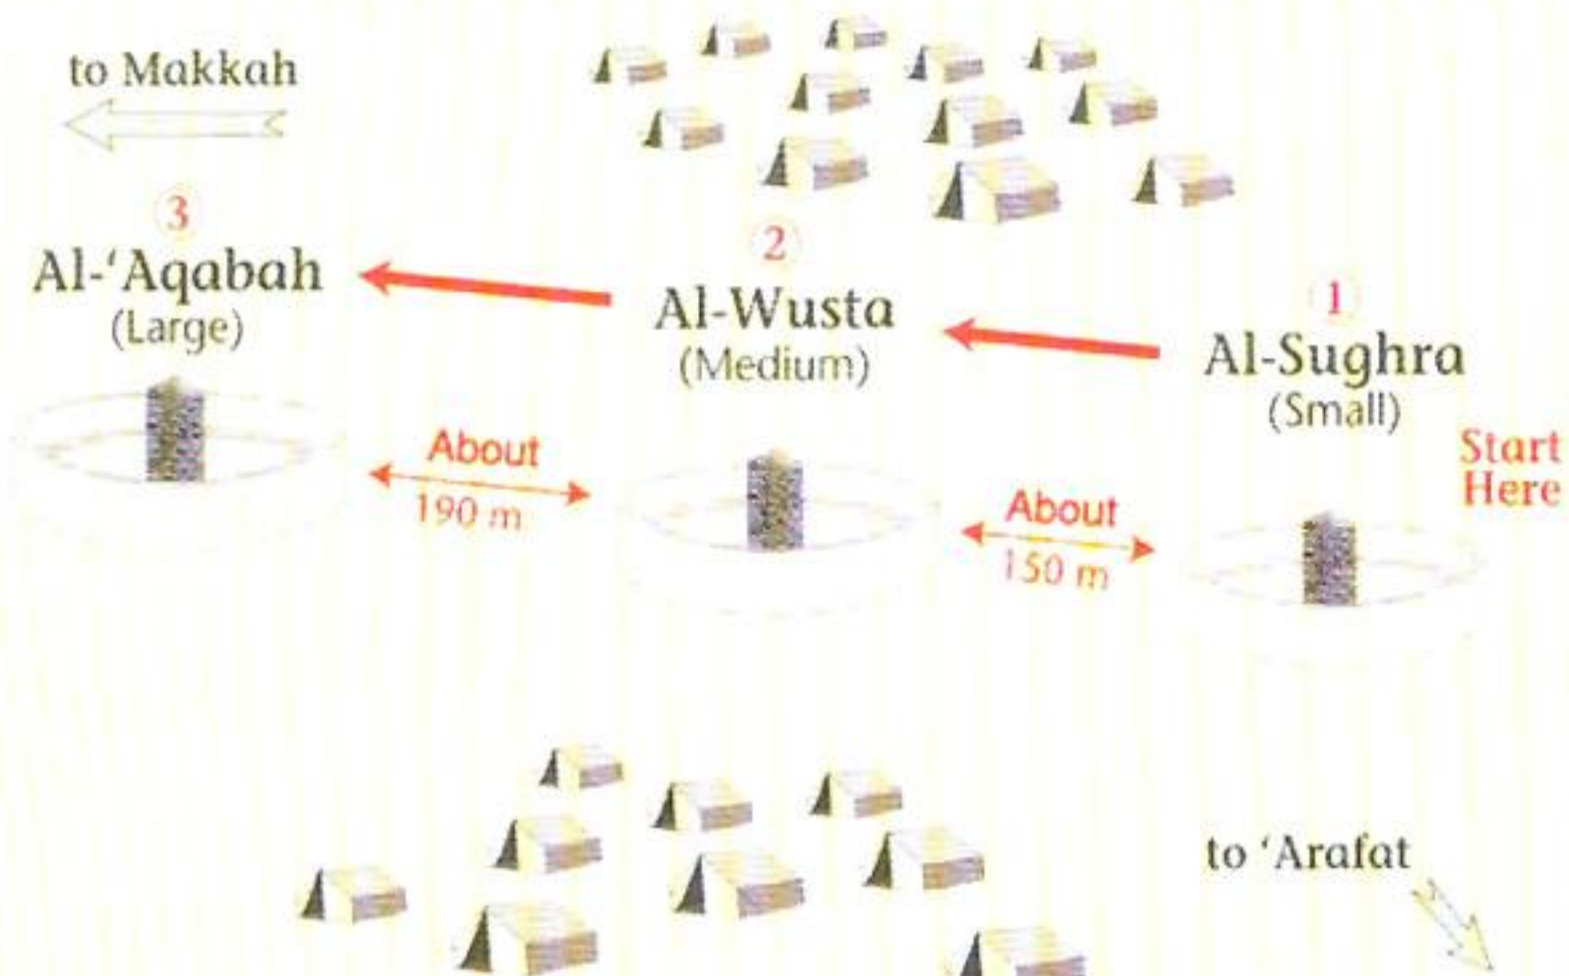 to Makkah
3
Al-‘Aqabah
(Large)
2
Al-Wusta
(Medium)
1
Al-Sughra
(Small)
Start
Here
About
190 m
About
150 m
to ‘Arafat